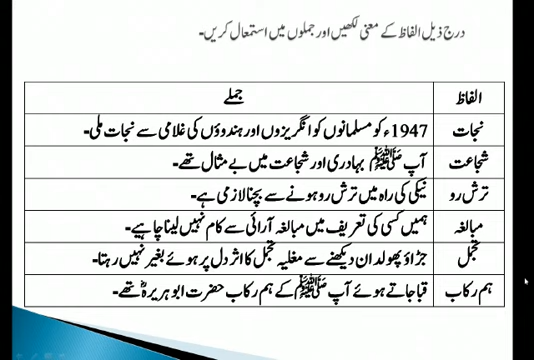 درج ذیل الفاظ کے معنی لکھیں اور جملوں میں استعمال کریں۔
الفاظ جملے
نجات 1947ء کو مسلمانوں کو انگریزوں اور ہندوؤں کی غلامی سے نجات ملی۔
شجاعت آپ ﷺ بہادری اور شجاعت میں بے مثال تھے۔
ترش رو نیکی کی راہ میں ترش رو ہونے سے بچنا لازمی ہے۔
مبالغہ ہمیں کسی کی تعریف میں مبالغہ آرائی سے کام نہیں لینا چاہیے۔
تجمل جڑاؤ پھولدان دیکھنے سے مغلیہ تجمل کا اثر دل پر ہوئے بغیر نہیں رہتا۔
ہم رکاب قبا جاتے ہوئے آپ ﷺ کے ہم رکاب حضرت ابو ہریرہؓ تھے۔